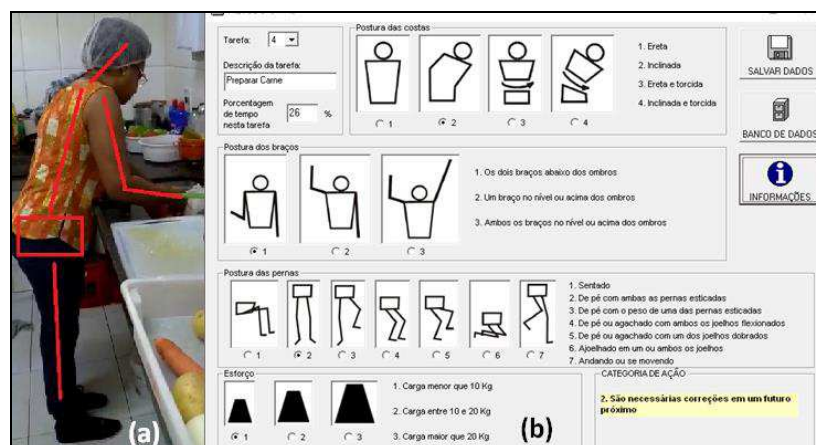 Tarefa: 4
Descrição da tarefa:
Preparar Carne
Porcentagem
de tempo
nesta tarefa
26 %
Postura das costas
1. Ereta
2. Inclinada
3. Ereta e torcida
4. Inclinada e torcida
1 2 3 4
SALVAR DADOS
BANCO DE DADOS
INFORMAÇÕES
Postura dos braços
1. Os dois braços abaixo dos ombros
2. Um braço no nível ou acima dos ombros
3. Ambos os braços no nível ou acima dos ombros
1 2 3
Postura das pernas
1. Sentado
2. De pé com ambas as pernas esticadas
3. De pé com o peso de uma das pernas esticadas
4. De pé ou agachado com ambos os joelhos flexionados
5. De pé ou agachado com um dos joelhos dobrados
6. Ajoelhado em um ou ambos os joelhos
7. Andando ou se movendo
1 2 3 4 5 6 7
Esforço
1. Carga menor que 10 Kg
2. Carga entre 10 e 20 Kg
3. Carga maior que 20 Kg
1 2 3
CATEGORIA DE AÇÃO
2. São necessárias correções em um futuro
próximo
(a)
(b)